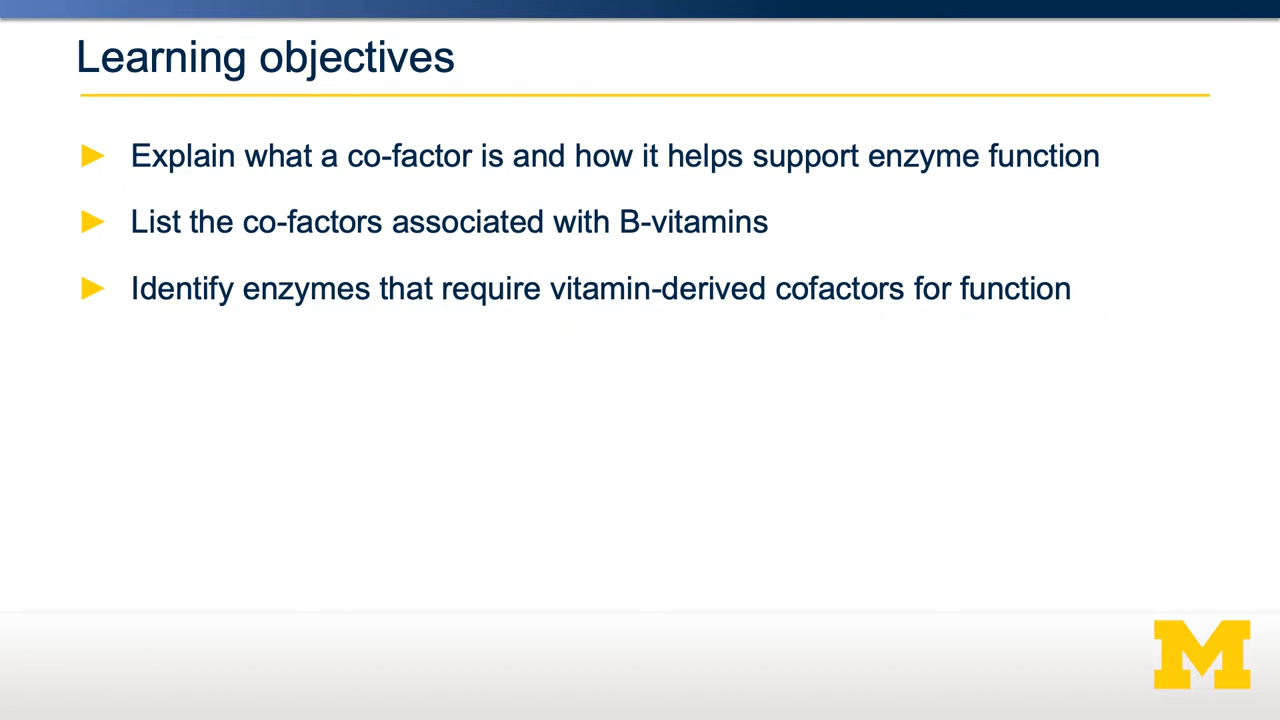 Learning objectives
Explain what a co-factor is and how it helps support enzyme function
List the co-factors associated with B-vitamins
Identify enzymes that require vitamin-derived cofactors for function
M